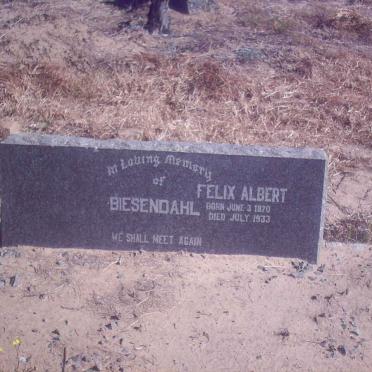 In Loving Memory
of
BIESENDAHL
FELIX ALBERT
BORN JUNE 3 1870
DIED JULY 1933
WE SHALL MEET AGAIN